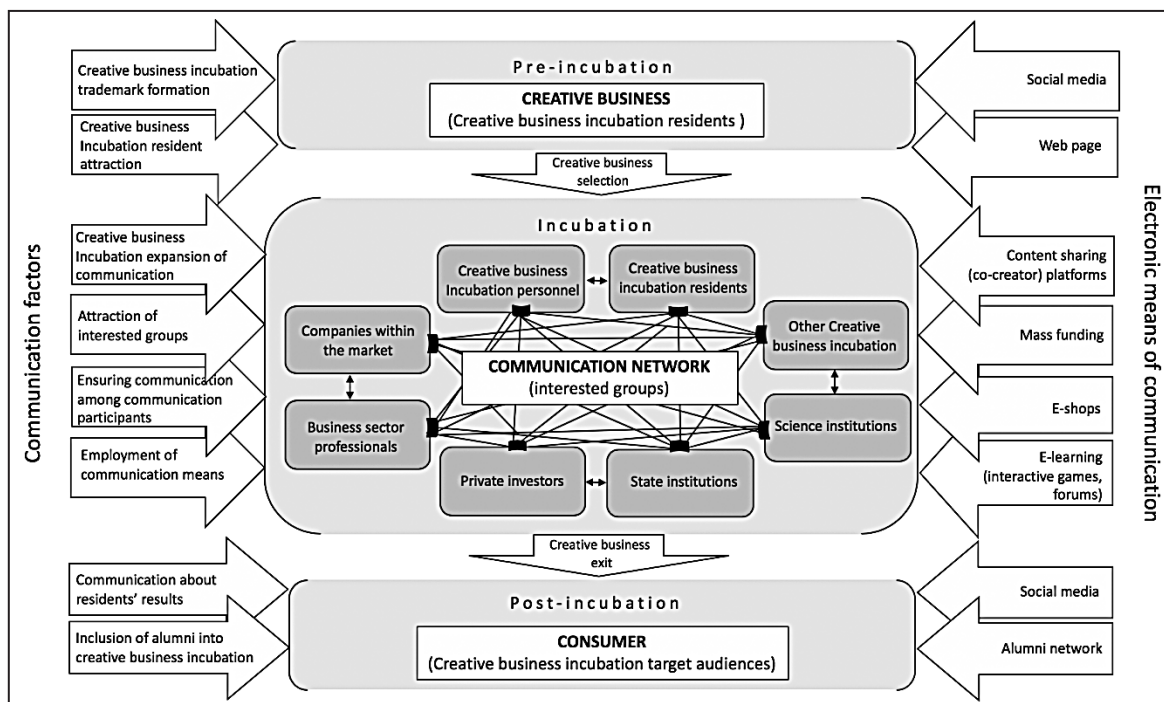 Communication factors
Creative business incubation
trademark formation
Creative business
Incubation resident
attraction
Pre-incubation
CREATIVE BUSINESS
(Creative business incubation residents )
Social media
Web page
Creative business
selection
Creative business
Incubation expansion of
communication
Attraction of
interested groups
Ensuring communication
among communication
participants
Employment of
communication means
Incubation
Creative business
Incubation personnel
Creative business
incubation residents
Companies within
the market
Other Creative
business incubation
COMMUNICATION NETWORK
(interested groups)
Business sector
professionals
Science institutions
Private investors
State institutions
Content sharing
(co-creator) platforms
Mass funding
E-shops
E-learning
(interactive games,
forums)
Creative business
exit
Communication about
residents' results
Inclusion of alumni into
creative business incubation
Post-incubation
CONSUMER
(Creative business incubation target audiences)
Social media
Alumni network
Electronic means of communication